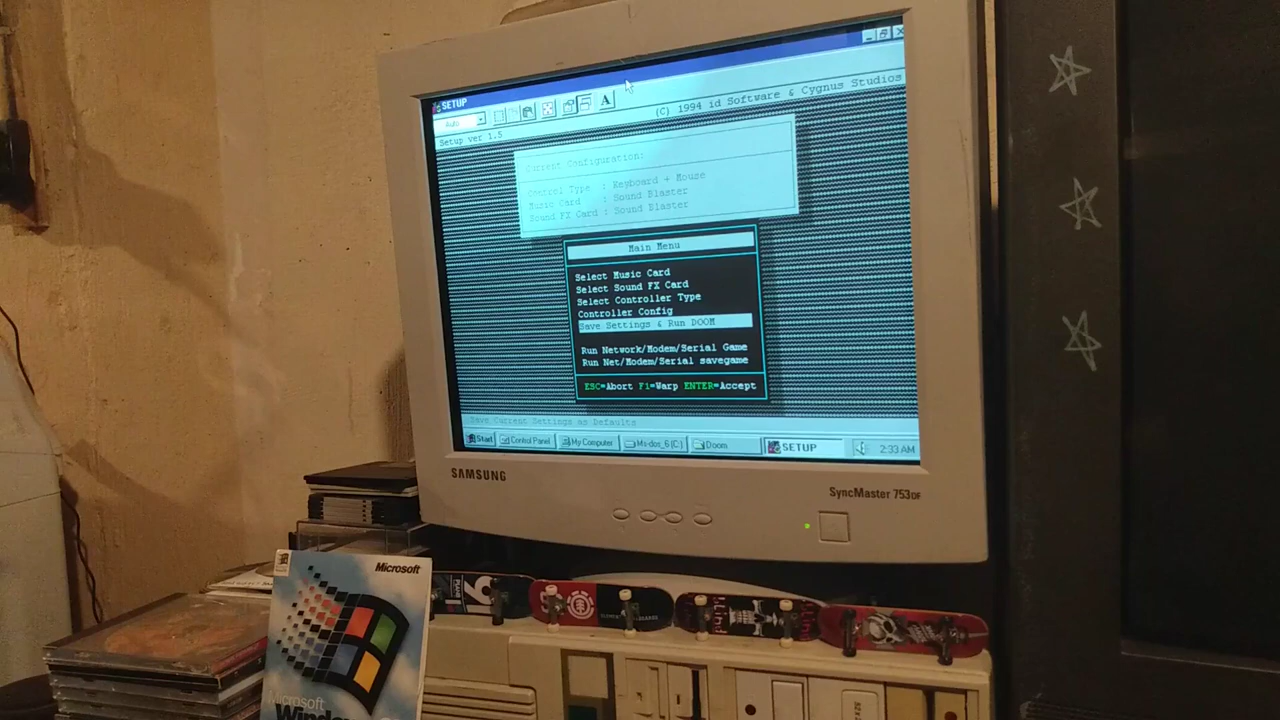 SETUP
Auto
A
Setup ver 1.5
(C) 1994 id Software & Cygnus Studios
Current Configuration:
Control Type : Keyboard + Mouse
Music Card : Sound Blaster
Sound FX Card : Sound Blaster
Main Menu
Select Music Card
Select Sound FX Card
Select Controller Type
Controller Config
Save Settings & Run DOOM
Run Network/Modem/Serial Game
Run Net/Modem/Serial savegame
ESC=Abort F1=Warp ENTER=Accept
Save Current Settings as Defaults
Start
Control Panel
My Computer
Ms-dos_6 (C:)
Doom
SETUP
2:33 AM
SAMSUNG
SyncMaster 753DF
Microsoft
Microsoft
blind
blind